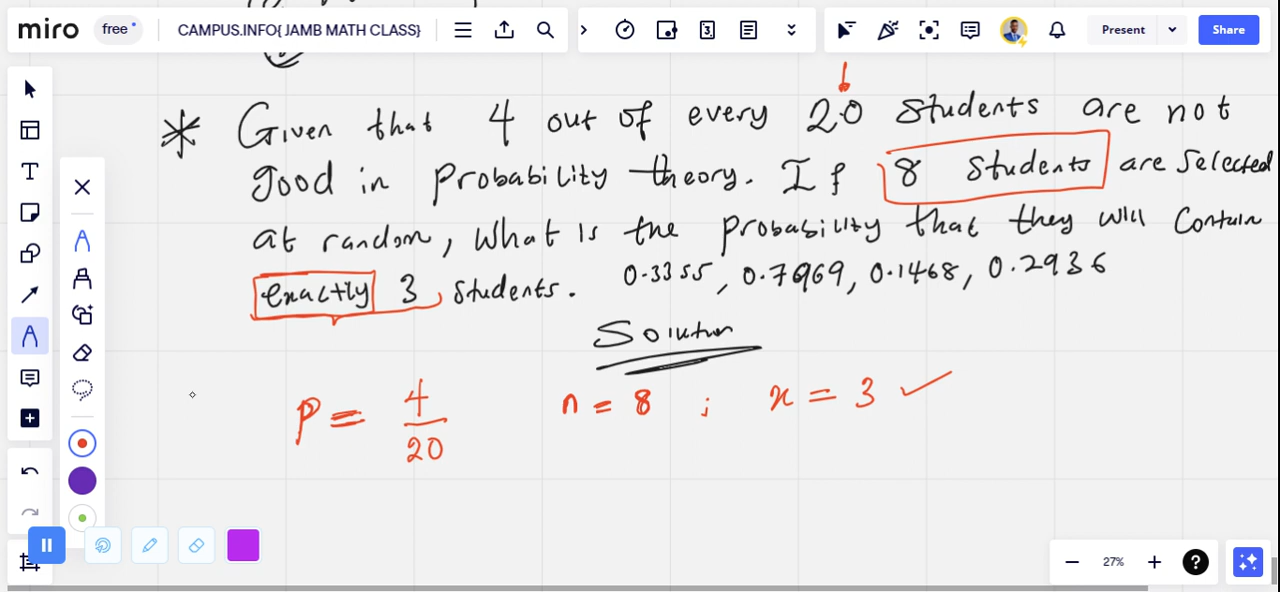 miro free CAMPUS.INFO{ JAMB MATH CLASS} Present Share
* Given that 4 out of every 20 students are not
good in probability theory. If 8 students are selected
at random, what is the probability that they will contain
exactly 3 students. 0.3355, 0.7969, 0.1468, 0.2936
Solution
P = 4/20 n = 8 ; x = 3 ✓
27%